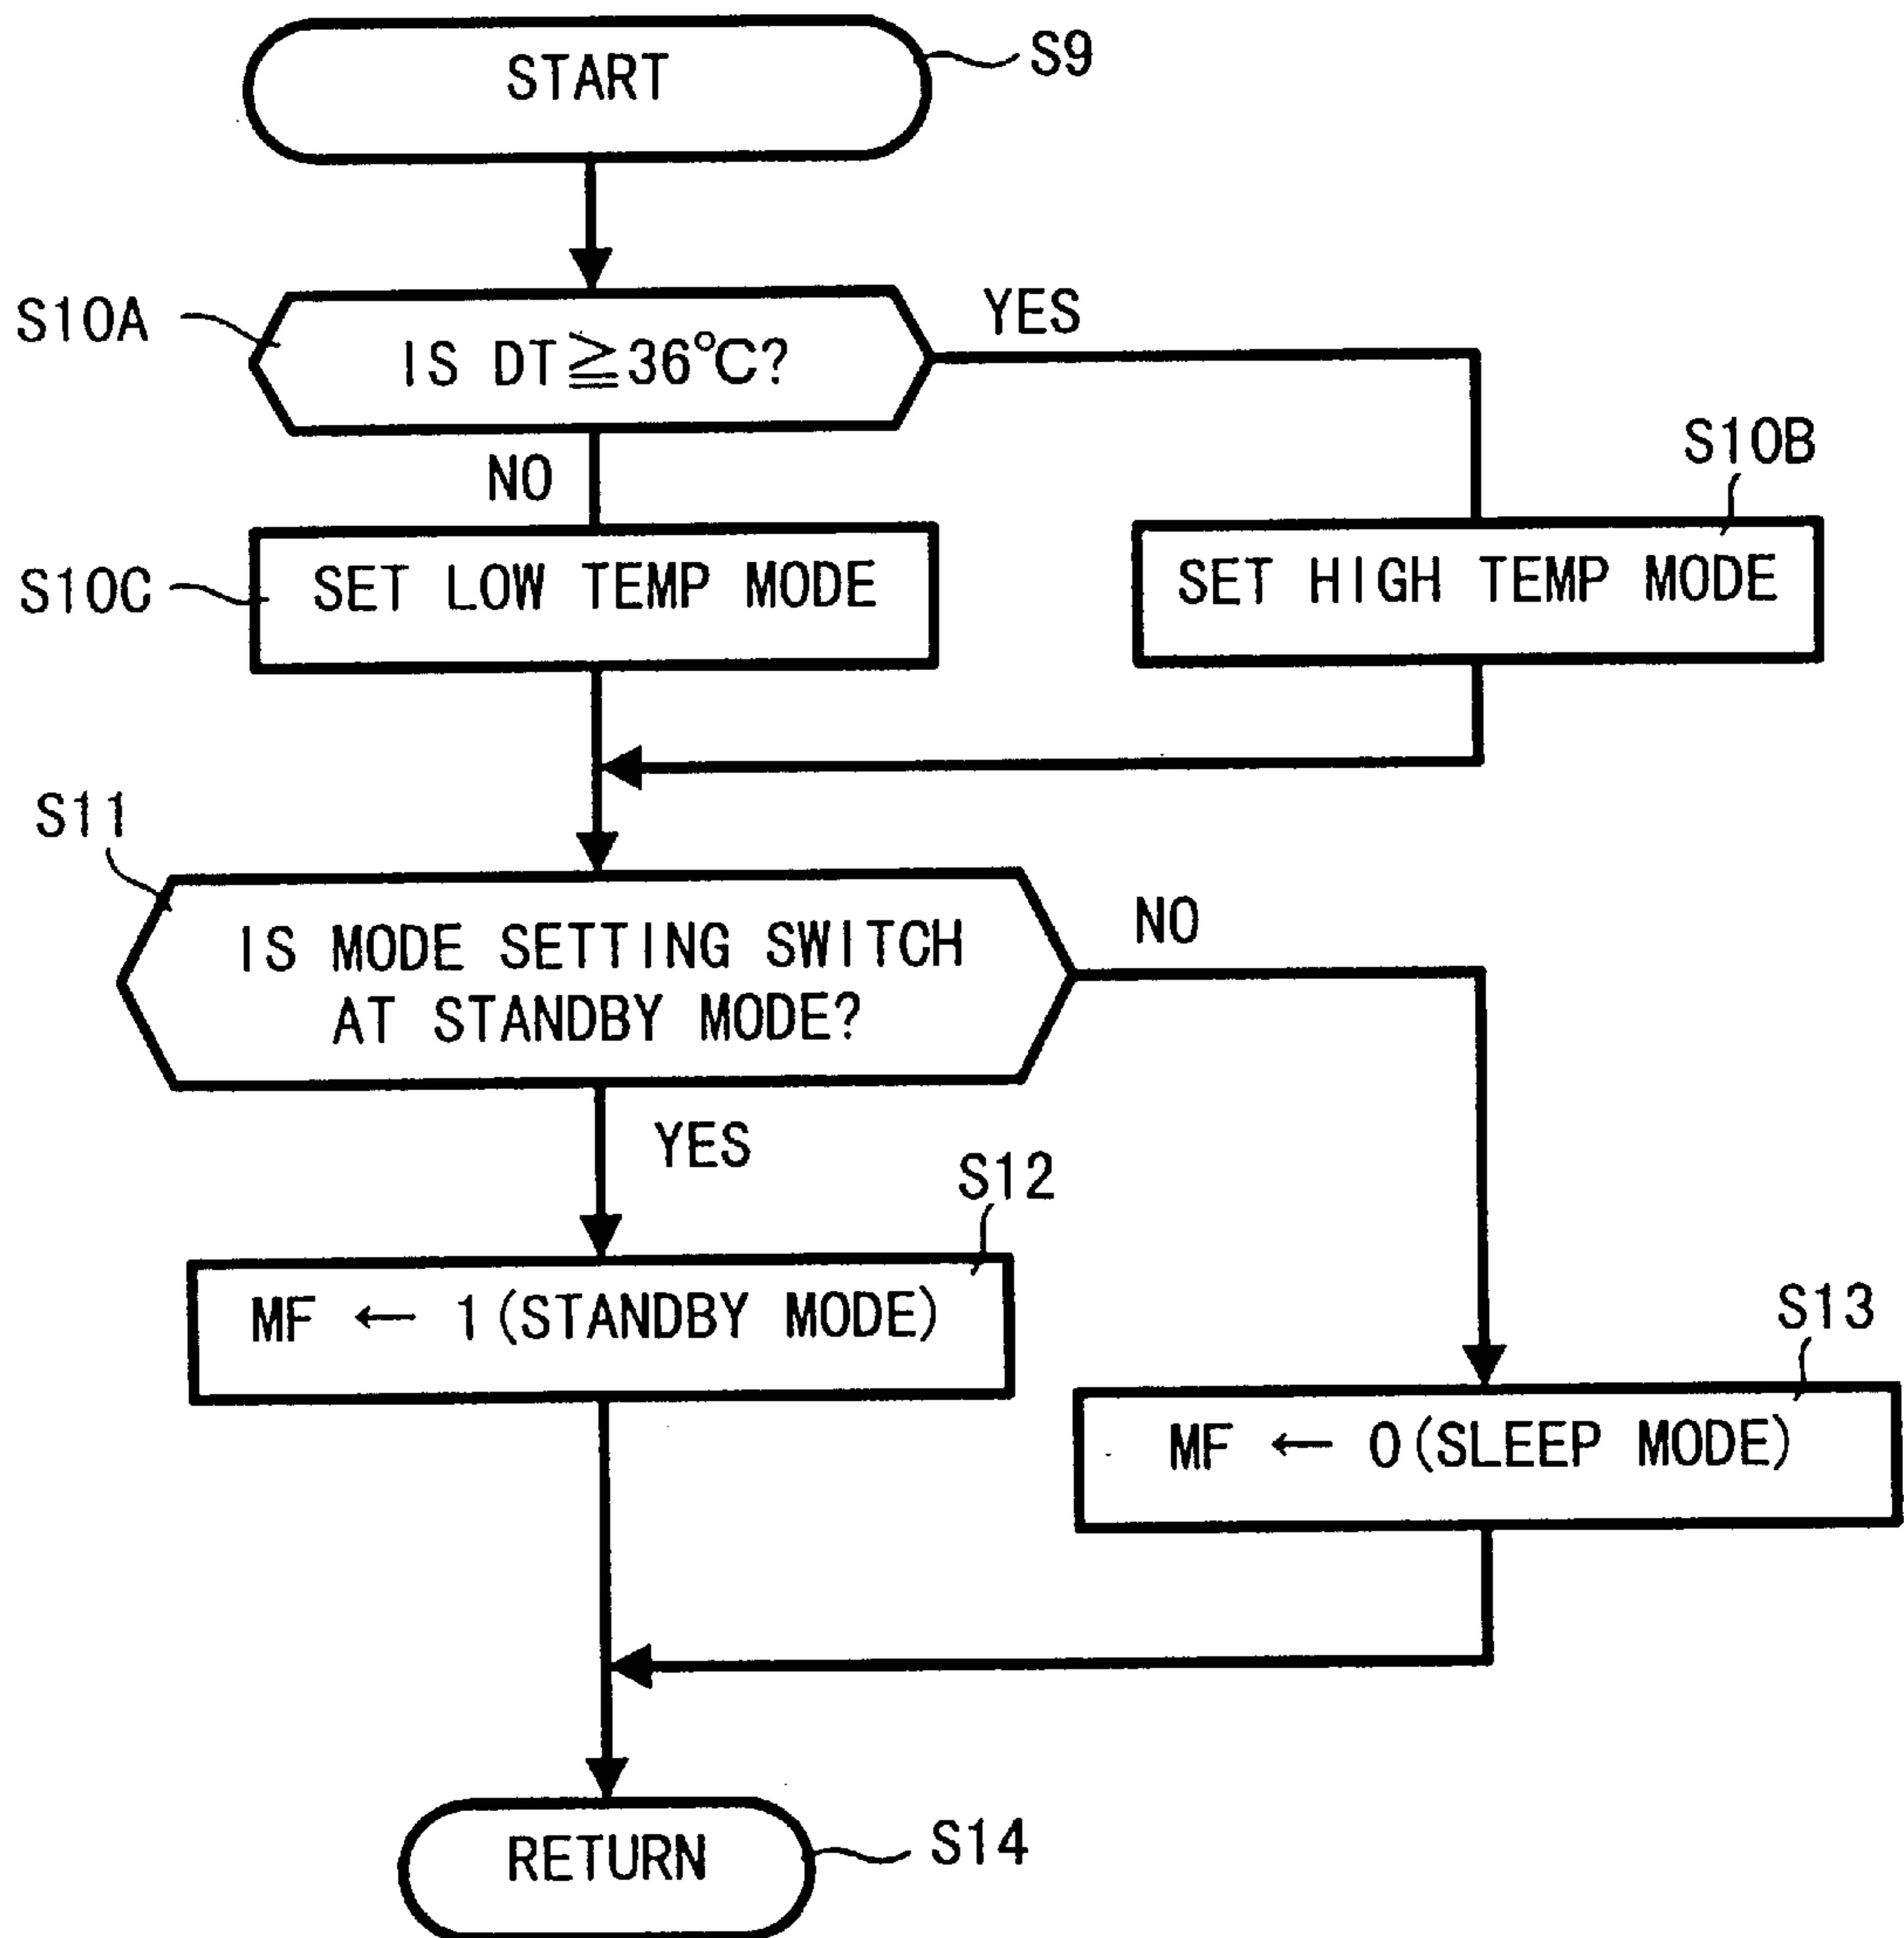 START
S9
S10A
IS DT≧36°C?
YES
NO
S10B
S10C
SET LOW TEMP MODE
SET HIGH TEMP MODE
S11
IS MODE SETTING SWITCH
AT STANDBY MODE?
NO
YES
S12
MF ← 1(STANDBY MODE)
S13
MF ← 0(SLEEP MODE)
RETURN
S14